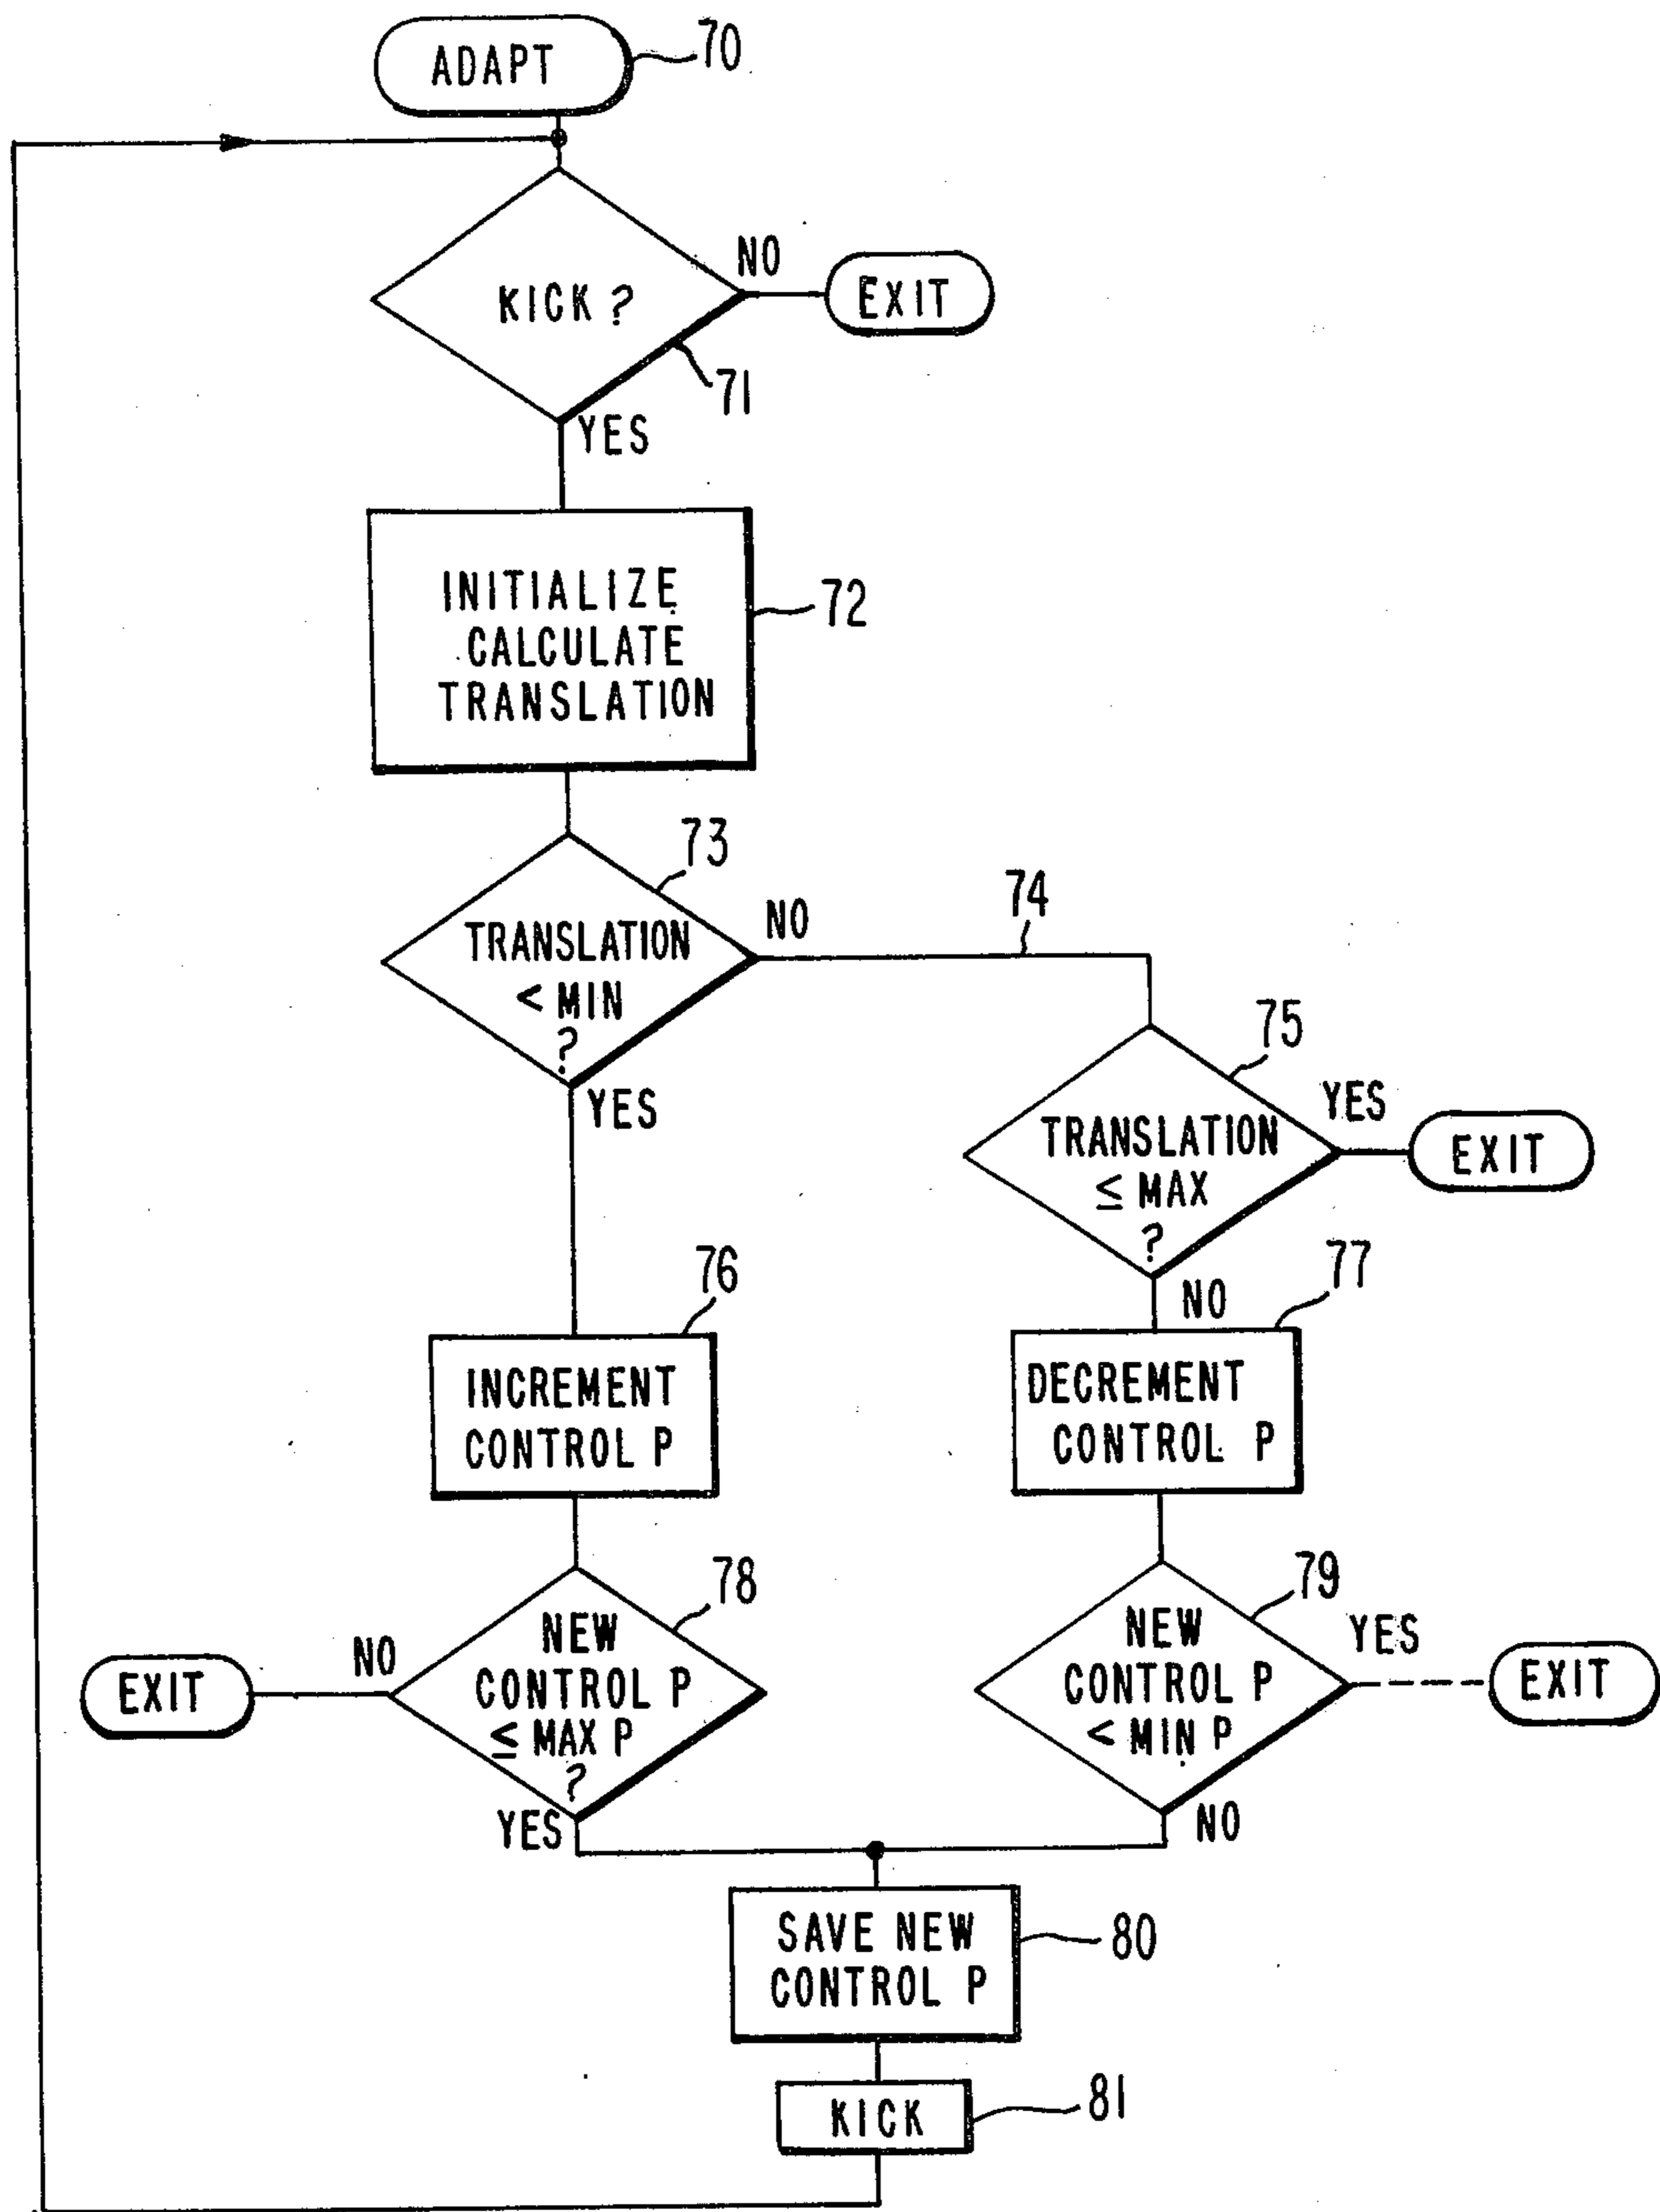 ADAPT
70
KICK ?
NO
EXIT
71
YES
INITIALIZE
CALCULATE
TRANSLATION
72
73
TRANSLATION
< MIN
?
NO
74
YES
75
TRANSLATION
≤ MAX
?
YES
EXIT
NO
76
INCREMENT
CONTROL P
77
DECREMENT
CONTROL P
78
NEW
CONTROL P
≤ MAX P
?
NO
EXIT
YES
79
NEW
CONTROL P
< MIN P
YES
EXIT
NO
SAVE NEW
CONTROL P
80
KICK
81